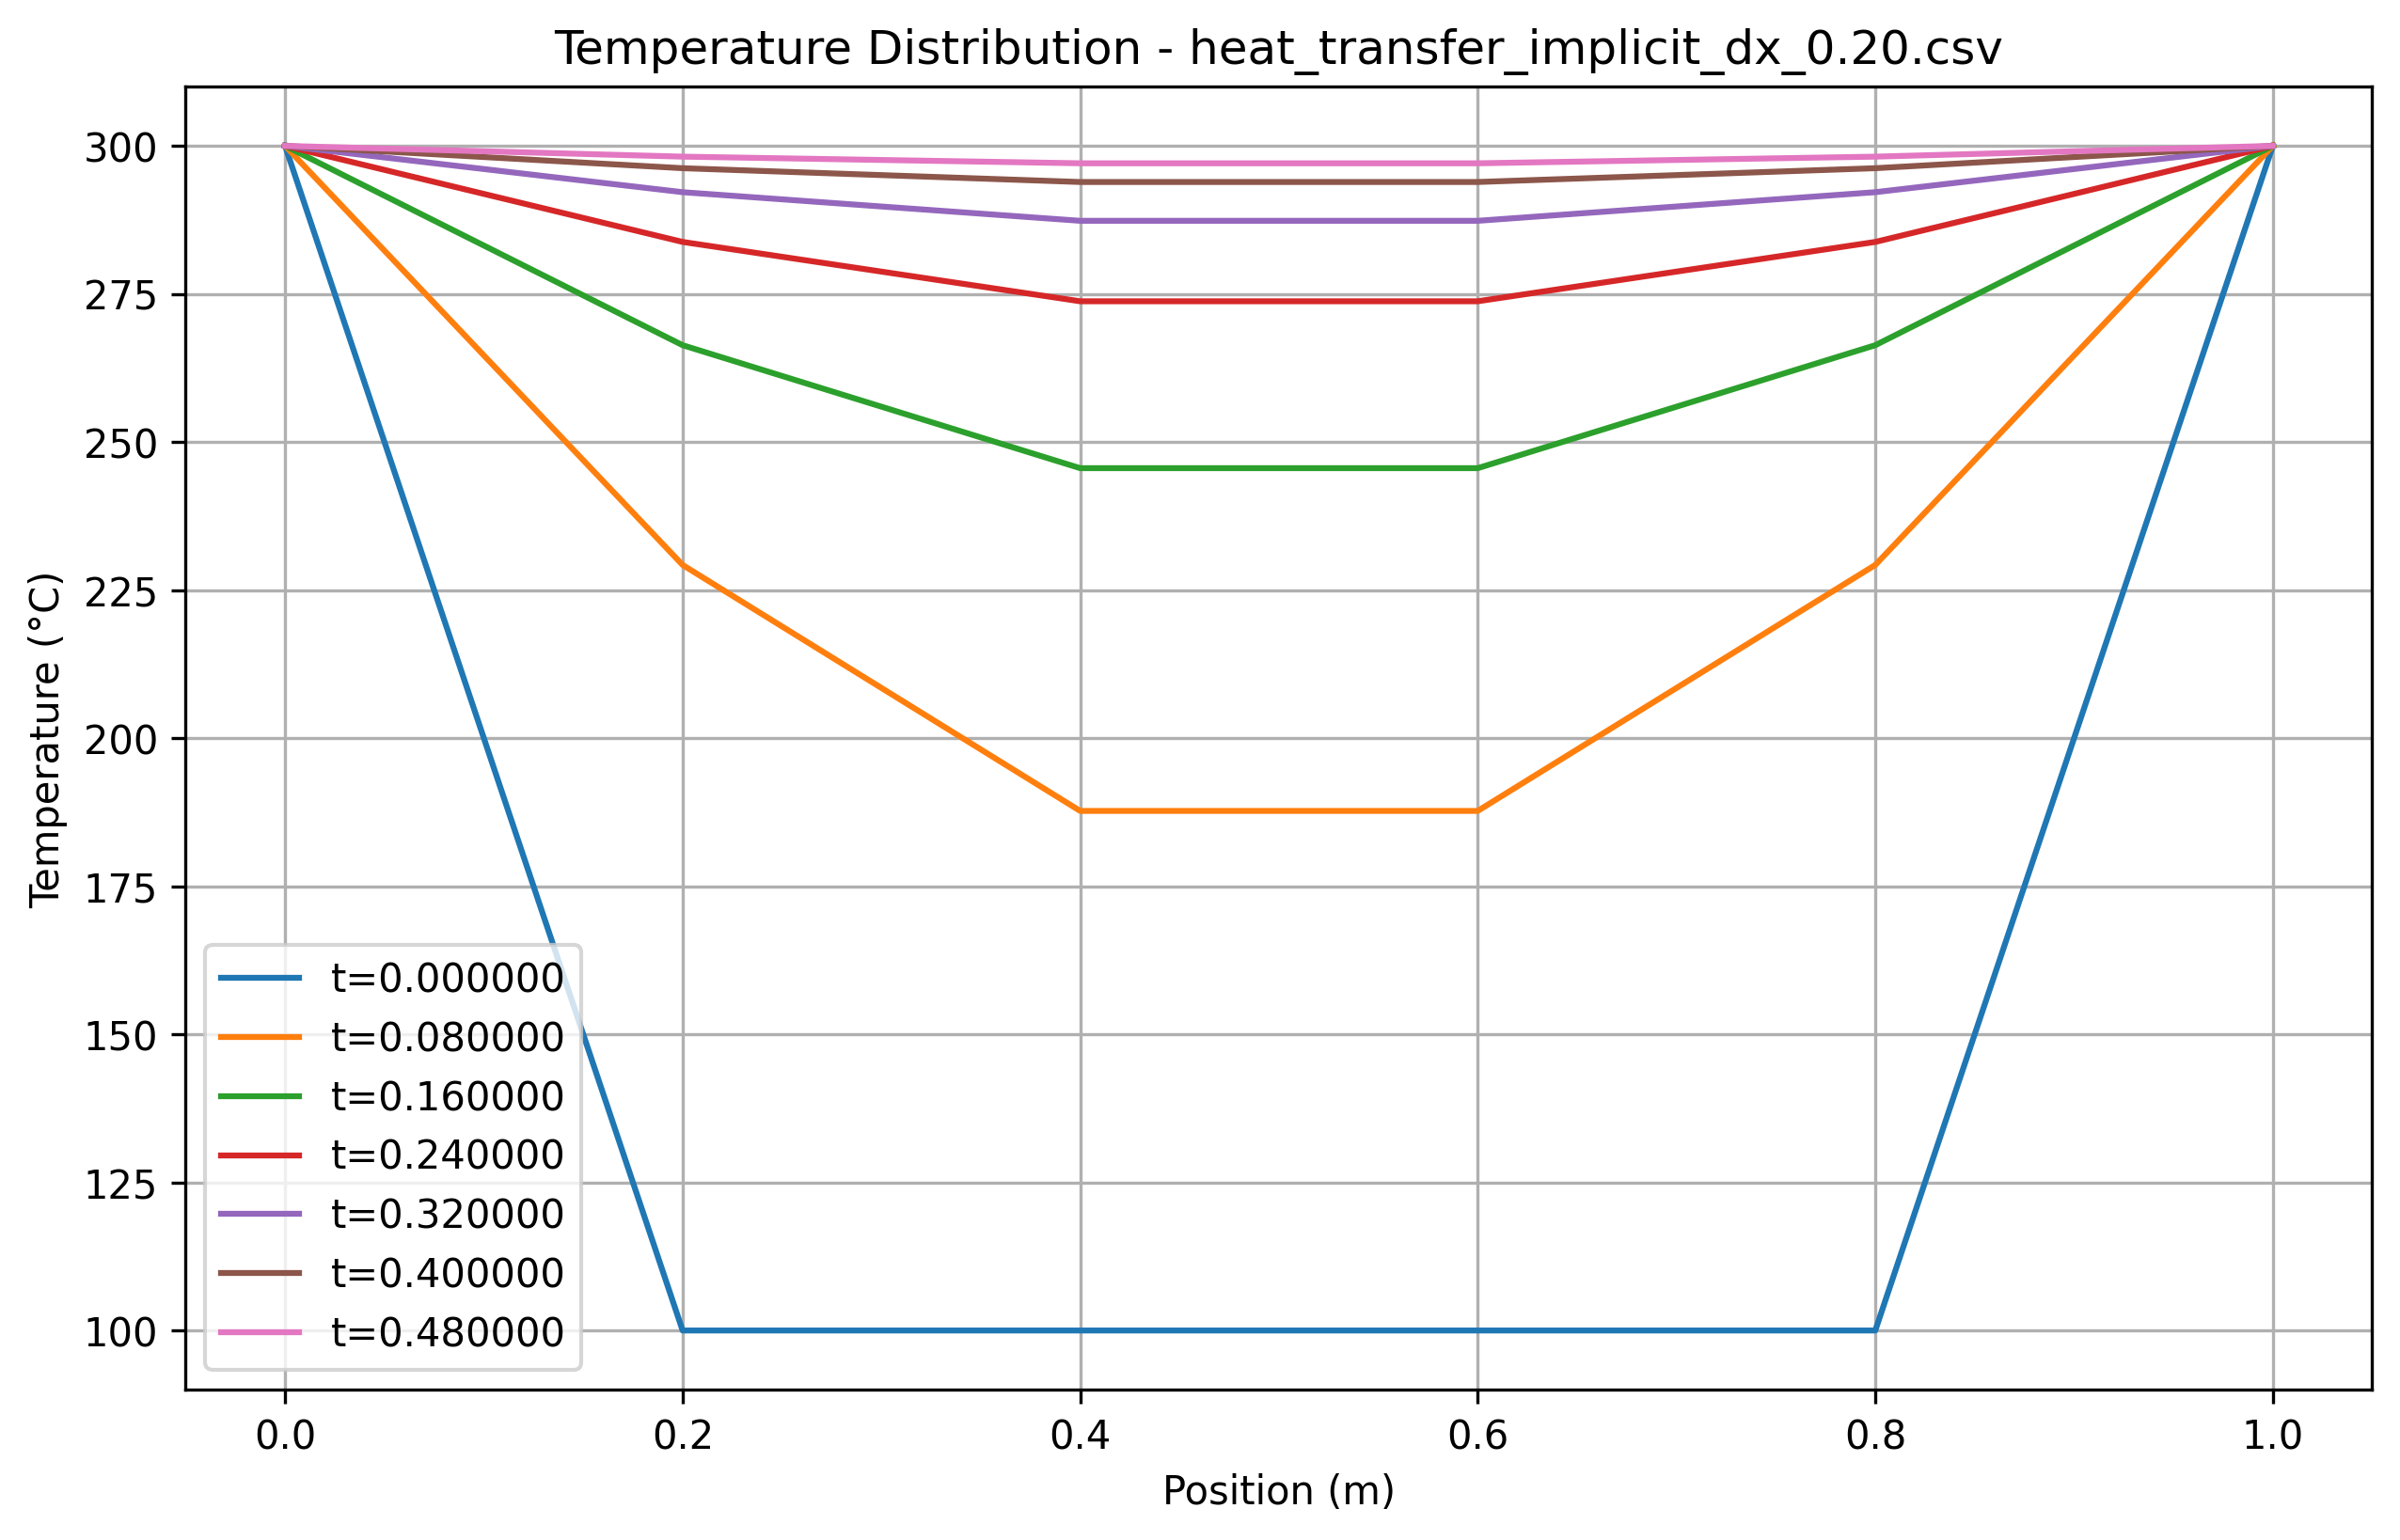 Temperature Distribution - heat_transfer_implicit_dx_0.20.csv
Temperature (°C)
300
275
250
225
200
175
150
125
100
t=0.000000
t=0.080000
t=0.160000
t=0.240000
t=0.320000
t=0.400000
t=0.480000
0.0 0.2 0.4 0.6 0.8 1.0
Position (m)